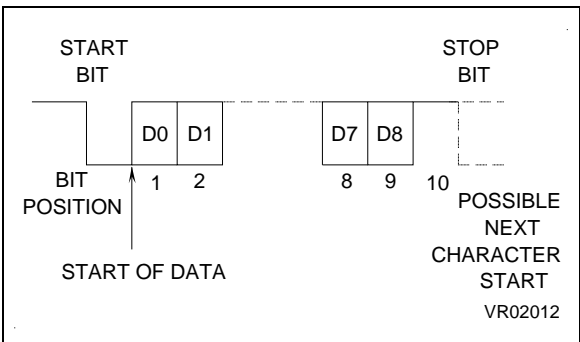 START
BIT
STOP
BIT
D0 D1 D7 D8
BIT
POSITION
1 2 8 9 10
START OF DATA
POSSIBLE
NEXT
CHARACTER
START
VR02012